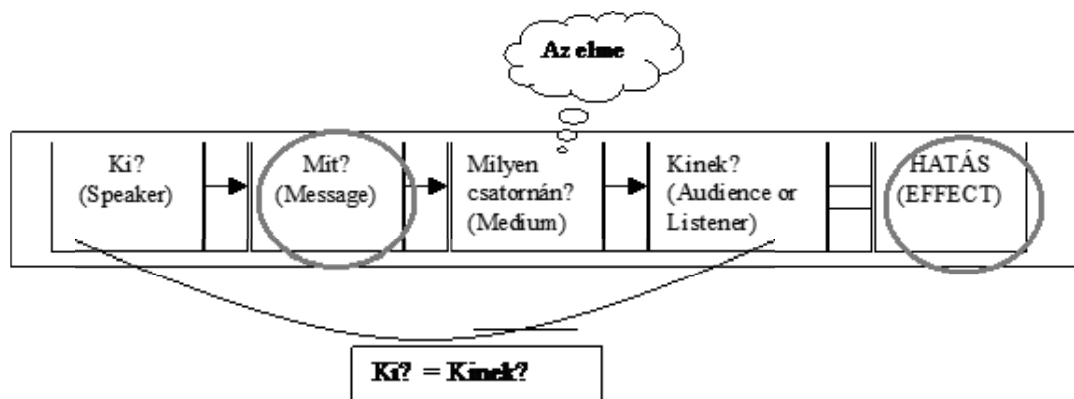 Az elme
Ki?
(Speaker)
Mit?
(Message)
Milyen
csatornán?
(Medium)
Kinek?
(Audience or
Listener)
HATÁS
(EFFECT)
Ki? = Kinek?